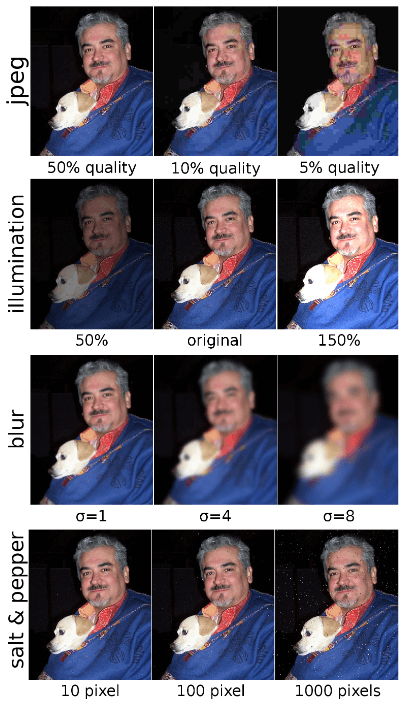 jpeg
50% quality 10% quality 5% quality
illumination
50% original 150%
blur
σ=1 σ=4 σ=8
salt & pepper
10 pixel 100 pixel 1000 pixels